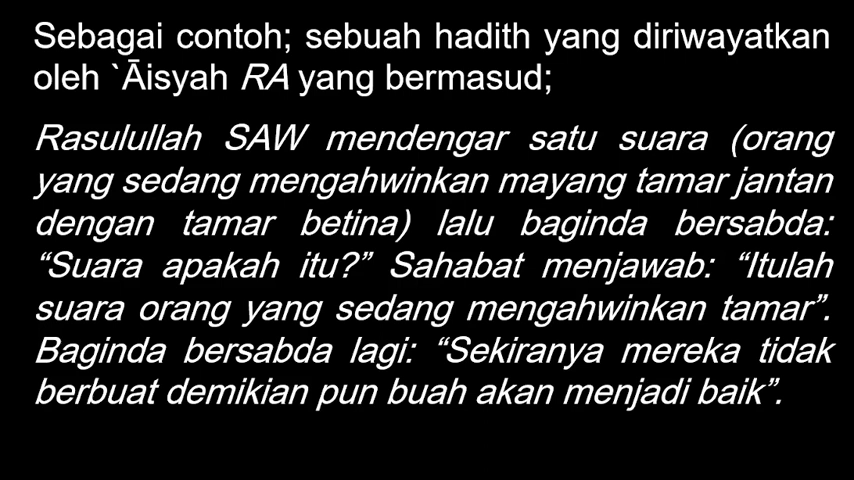 Sebagai contoh; sebuah hadith yang diriwayatkan
oleh `Āisyah RA yang bermasud;
Rasulullah SAW mendengar satu suara (orang
yang sedang mengahwinkan mayang tamar jantan
dengan tamar betina) lalu baginda bersabda:
“Suara apakah itu?” Sahabat menjawab: “Itulah
suara orang yang sedang mengahwinkan tamar”.
Baginda bersabda lagi: “Sekiranya mereka tidak
berbuat demikian pun buah akan menjadi baik”.